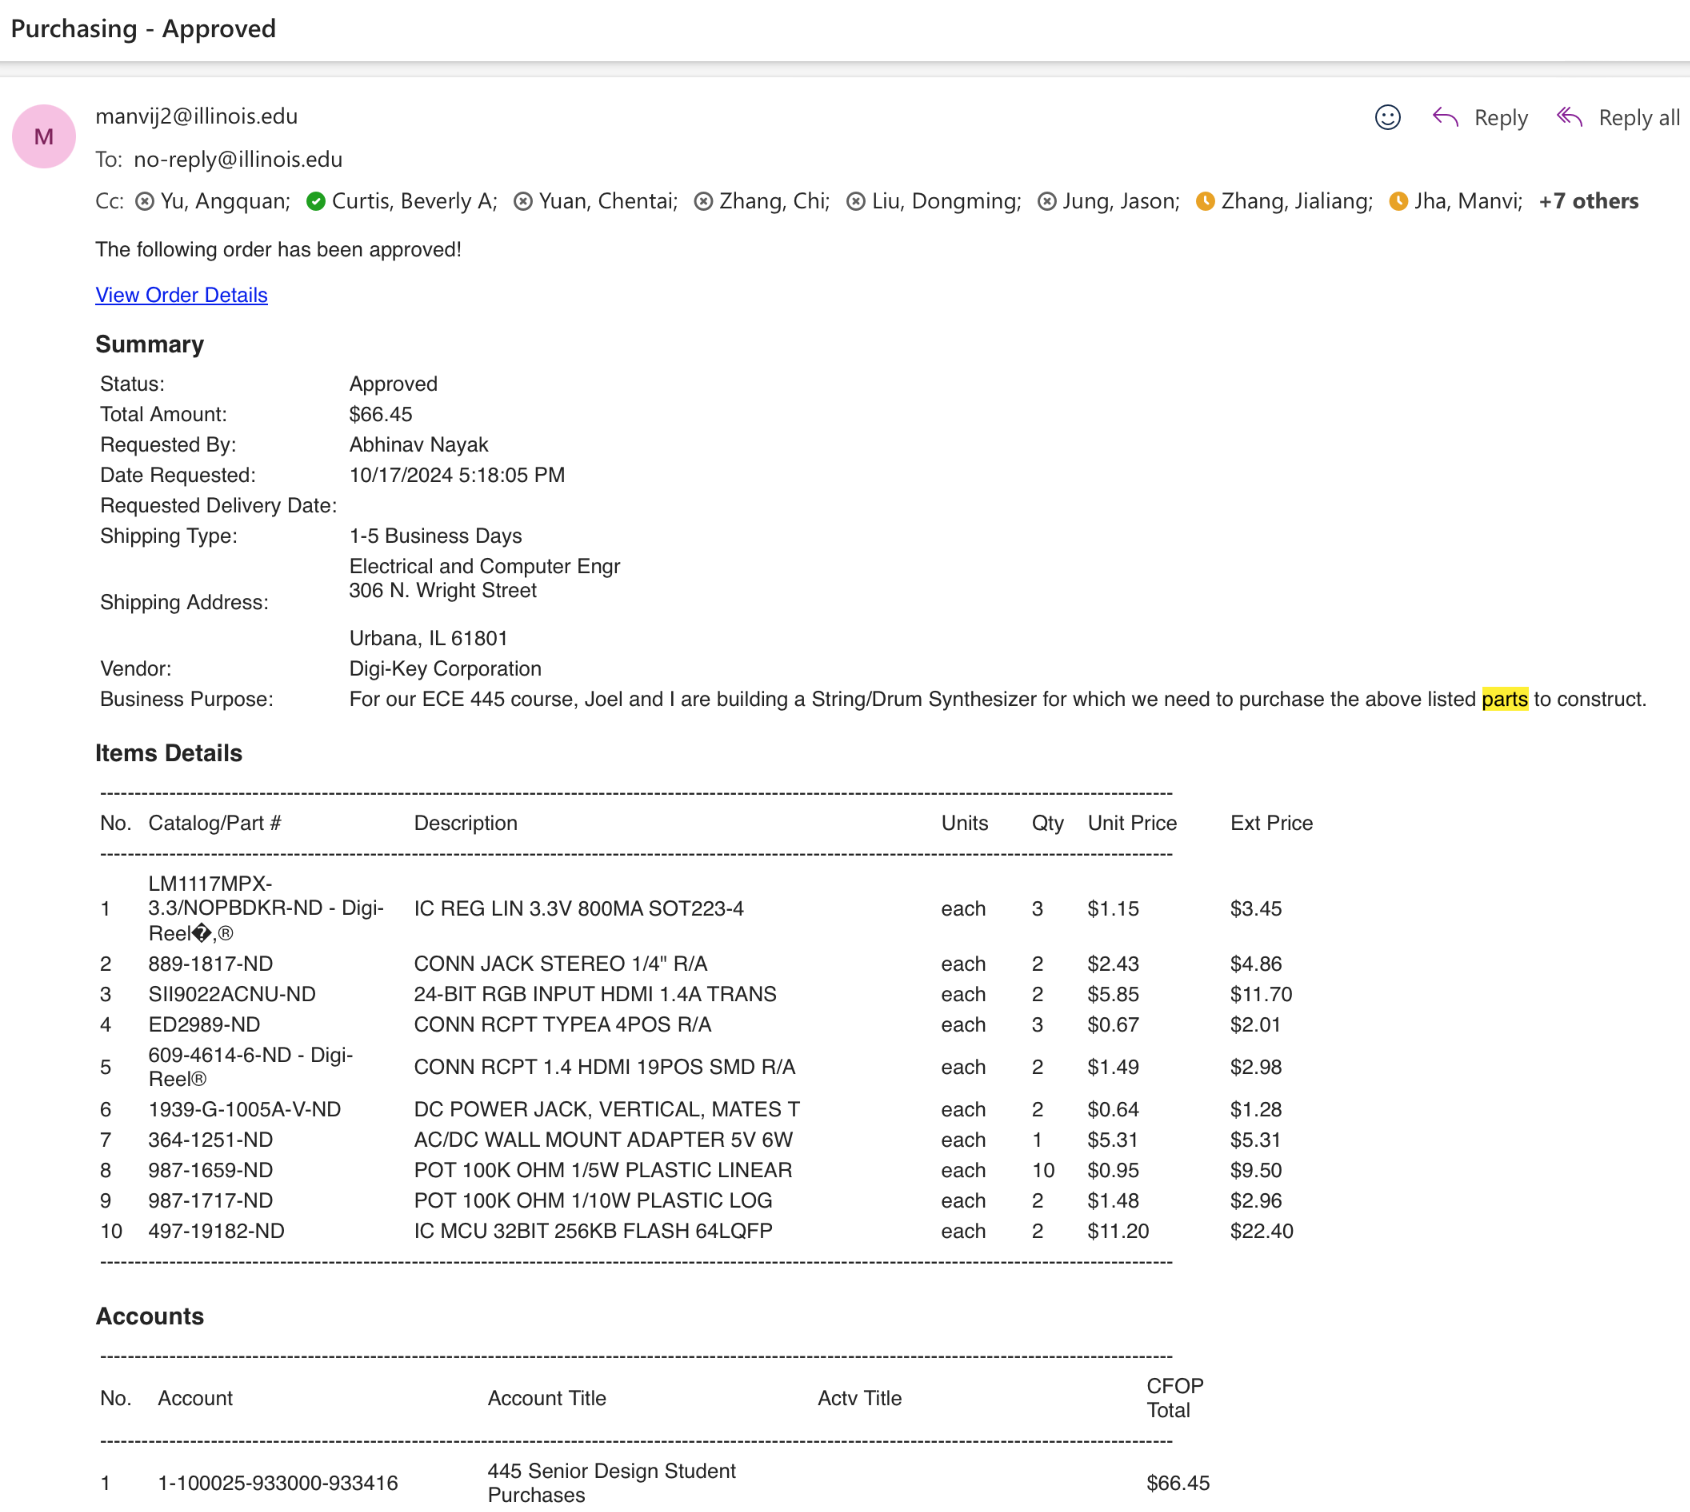 Purchasing - Approved
M
manvij2@illinois.edu
Reply
Reply all
To: no-reply@illinois.edu
Cc: Yu, Angquan; Curtis, Beverly A; Yuan, Chentai; Zhang, Chi; Liu, Dongming; Jung, Jason; Zhang, Jialiang; Jha, Manvi; +7 others
The following order has been approved!
View Order Details
Summary
Status: Approved
Total Amount: $66.45
Requested By: Abhinav Nayak
Date Requested: 10/17/2024 5:18:05 PM
Requested Delivery Date:
Shipping Type: 1-5 Business Days
Electrical and Computer Engr
306 N. Wright Street
Shipping Address:
Urbana, IL 61801
Vendor: Digi-Key Corporation
Business Purpose: For our ECE 445 course, Joel and I are building a String/Drum Synthesizer for which we need to purchase the above listed parts to construct.
Items Details
No. Catalog/Part # Description Units Qty Unit Price Ext Price
LM1117MPX-
1 3.3/NOPBDKR-ND - Digi- IC REG LIN 3.3V 800MA SOT223-4 each 3 $1.15 $3.45
Reel�,®
2 889-1817-ND CONN JACK STEREO 1/4" R/A each 2 $2.43 $4.86
3 SII9022ACNU-ND 24-BIT RGB INPUT HDMI 1.4A TRANS each 2 $5.85 $11.70
4 ED2989-ND CONN RCPT TYPEA 4POS R/A each 3 $0.67 $2.01
609-4614-6-ND - Digi-
5 CONN RCPT 1.4 HDMI 19POS SMD R/A each 2 $1.49 $2.98
Reel®
6 1939-G-1005A-V-ND DC POWER JACK, VERTICAL, MATES T each 2 $0.64 $1.28
7 364-1251-ND AC/DC WALL MOUNT ADAPTER 5V 6W each 1 $5.31 $5.31
8 987-1659-ND POT 100K OHM 1/5W PLASTIC LINEAR each 10 $0.95 $9.50
9 987-1717-ND POT 100K OHM 1/10W PLASTIC LOG each 2 $1.48 $2.96
10 497-19182-ND IC MCU 32BIT 256KB FLASH 64LQFP each 2 $11.20 $22.40
Accounts
No. Account Account Title Actv Title CFOP
Total
1 1-100025-933000-933416 445 Senior Design Student
Purchases $66.45